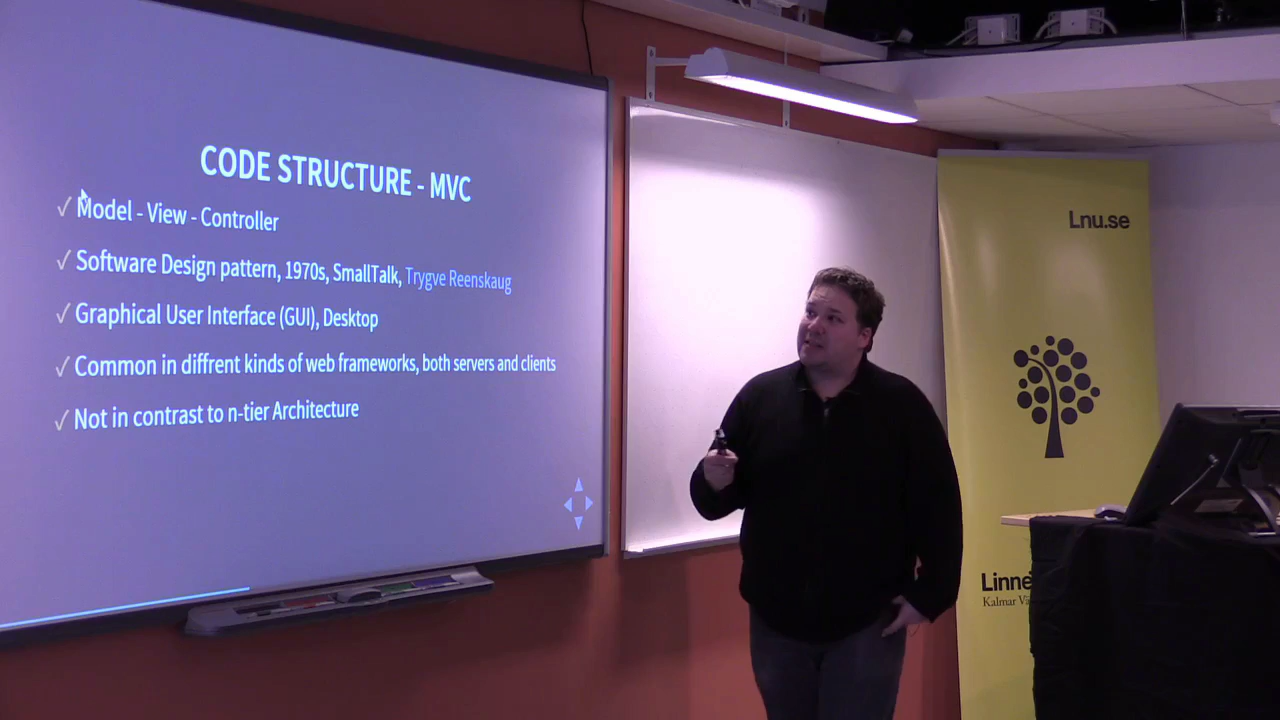 CODE STRUCTURE - MVC
✓ Model - View - Controller
✓ Software Design pattern, 1970s, SmallTalk, Trygve Reenskaug
✓ Graphical User Interface (GUI), Desktop
✓ Common in diffrent kinds of web frameworks, both servers and clients
✓ Not in contrast to n-tier Architecture
Lnu.se
Linne
Kalmar Vä